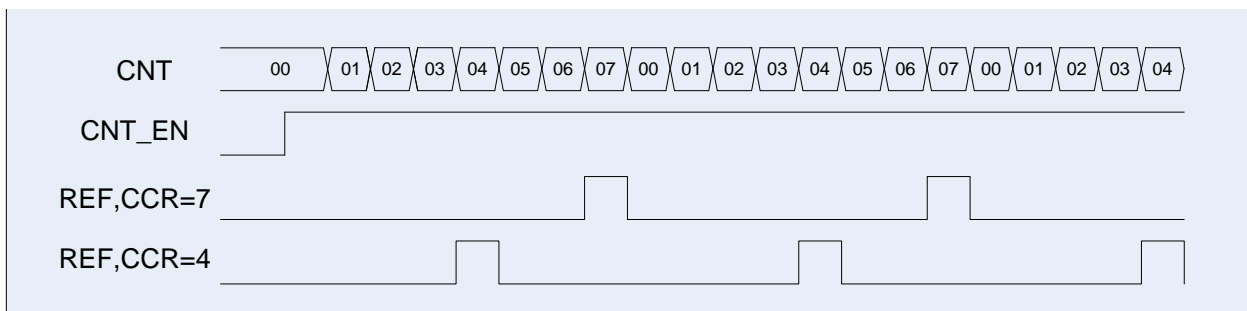 CNT 00 01 02 03 04 05 06 07 00 01 02 03 04 05 06 07 00 01 02 03 04
CNT_EN
REF,CCR=7
REF,CCR=4